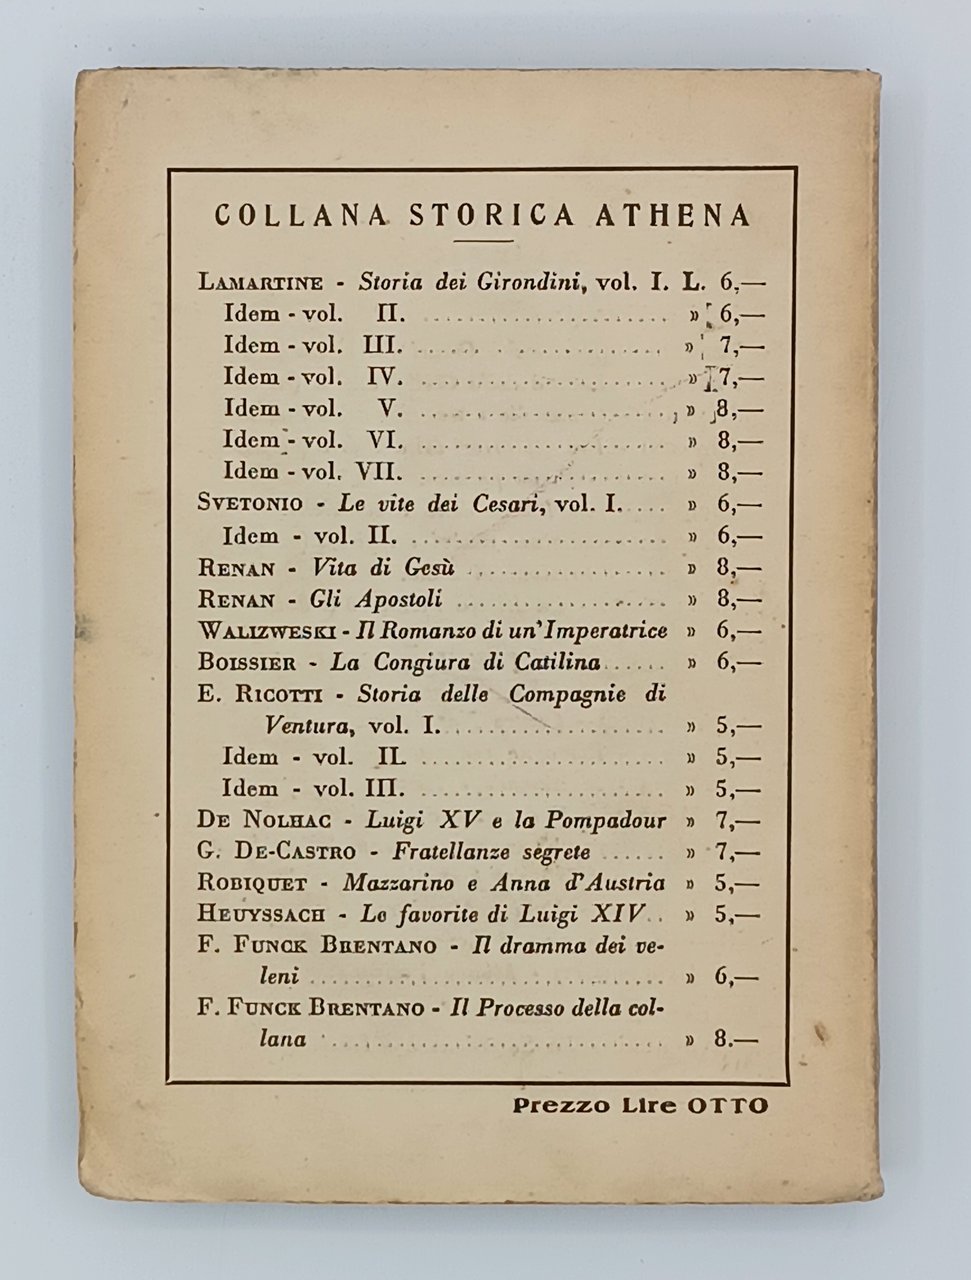 COLLANA STORICA ATHENA
LAMARTINE - Storia dei Girondini, vol. I. L. 6,—
Idem - vol. II. .......................... » 6,—
Idem - vol. III. .......................... » 7,—
Idem - vol. IV. .......................... » 7,—
Idem - vol. V. .......................... » 8,—
Idem - vol. VI. .......................... » 8,—
Idem - vol. VII. .......................... » 8,—
SVETONIO - Le vite dei Cesari, vol. I. .... » 6,—
Idem - vol. II. .......................... » 6,—
RENAN - Vita di Gesù .................. » 8,—
RENAN - Gli Apostoli ................... » 8,—
WALIZWESKI - Il Romanzo di un'Imperatrice » 6,—
BOISSIER - La Congiura di Catilina...... » 6,—
E. RICOTTI - Storia delle Compagnie di
Ventura, vol. I. .................... » 5,—
Idem - vol. II. ...................... » 5,—
Idem - vol. III. ...................... » 5,—
DE NOLHAC - Luigi XV e la Pompadour » 7,—
G. DE-CASTRO - Fratellanze segrete ...... » 7,—
ROBIQUET - Mazzarino e Anna d'Austria » 5,—
HEUYSSACH - Le favorite di Luigi XIV.. » 5,—
F. FUNCK BRENTANO - Il dramma dei ve-
leni ................................ » 6,—
F. FUNCK BRENTANO - Il Processo della col-
lana .............................. » 8.—
Prezzo Lire OTTO